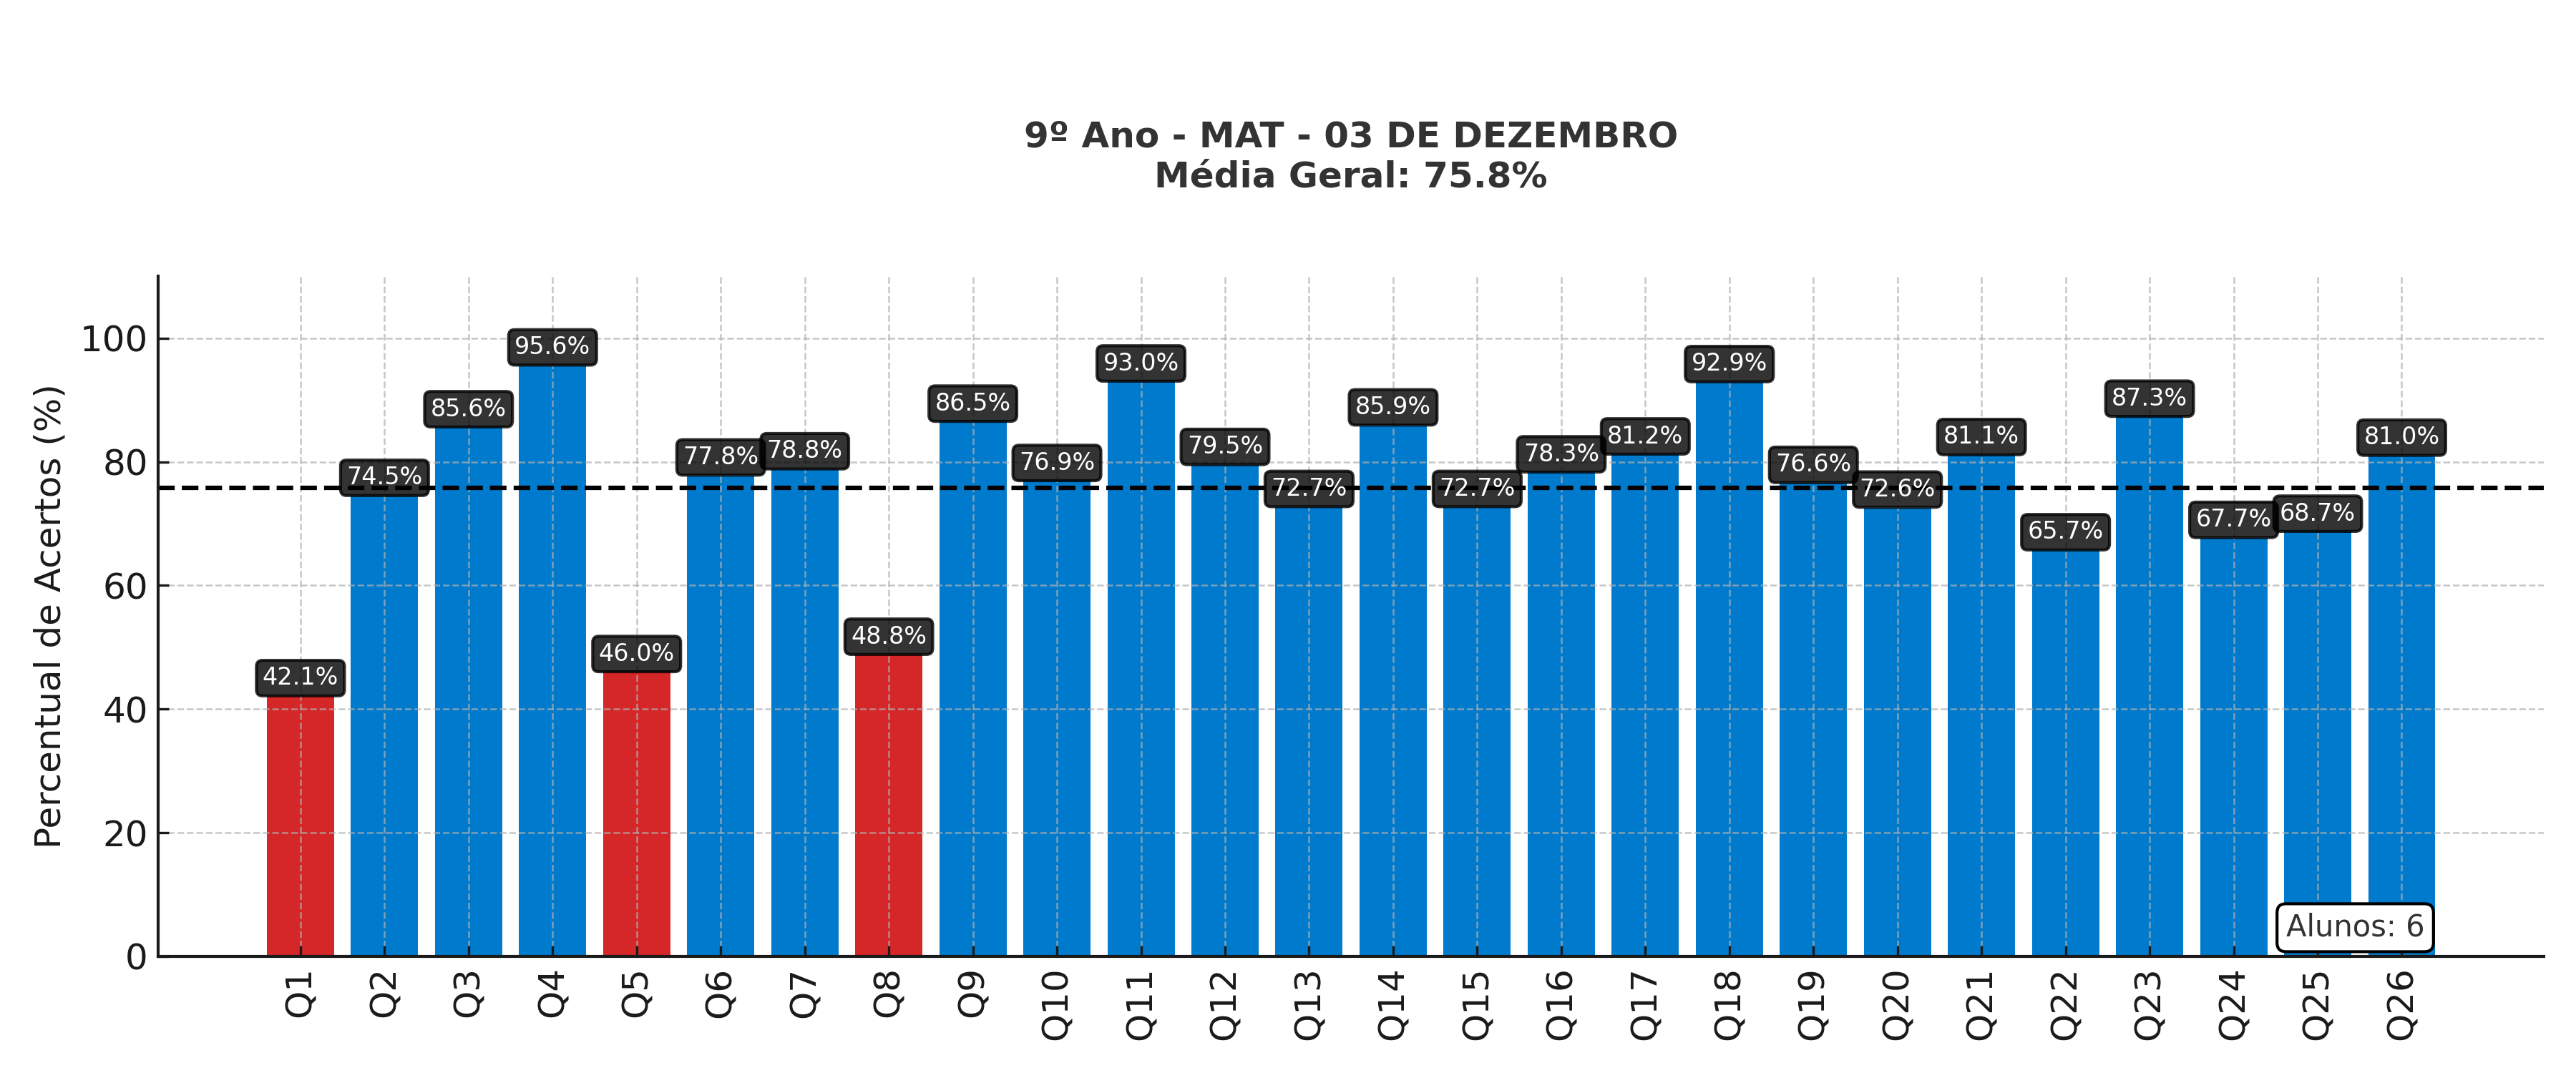 9º Ano - MAT - 03 DE DEZEMBRO
Média Geral: 75.8%
Percentual de Acertos (%)
100
80
60
40
20
0
42.1%
74.5%
85.6%
95.6%
46.0%
77.8%
78.8%
48.8%
86.5%
76.9%
93.0%
79.5%
72.7%
85.9%
72.7%
78.3%
81.2%
92.9%
76.6%
72.6%
81.1%
65.7%
87.3%
67.7%
68.7%
81.0%
Alunos: 6
Q1
Q2
Q3
Q4
Q5
Q6
Q7
Q8
Q9
Q10
Q11
Q12
Q13
Q14
Q15
Q16
Q17
Q18
Q19
Q20
Q21
Q22
Q23
Q24
Q25
Q26